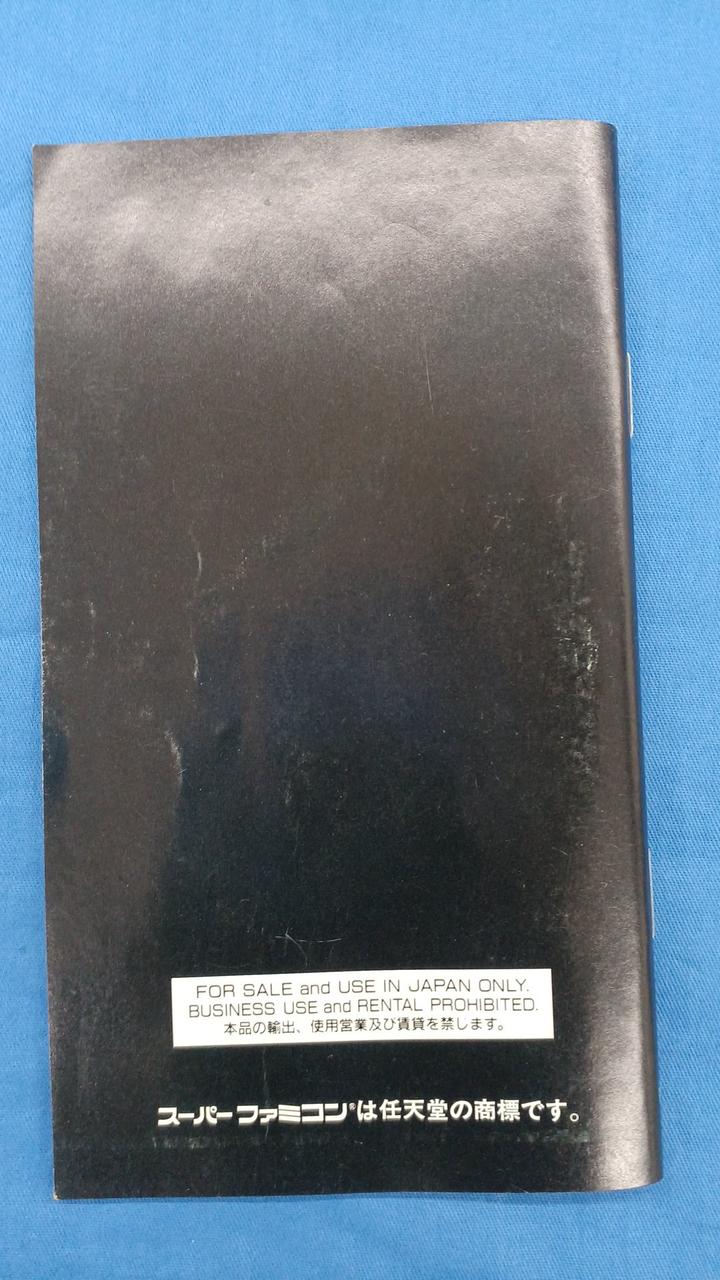 FOR SALE and USE IN JAPAN ONLY.
BUSINESS USE and RENTAL PROHIBITED.
本品の輸出、使用営業及び賃貸を禁じます。
スーパーファミコン®は任天堂の商標です。